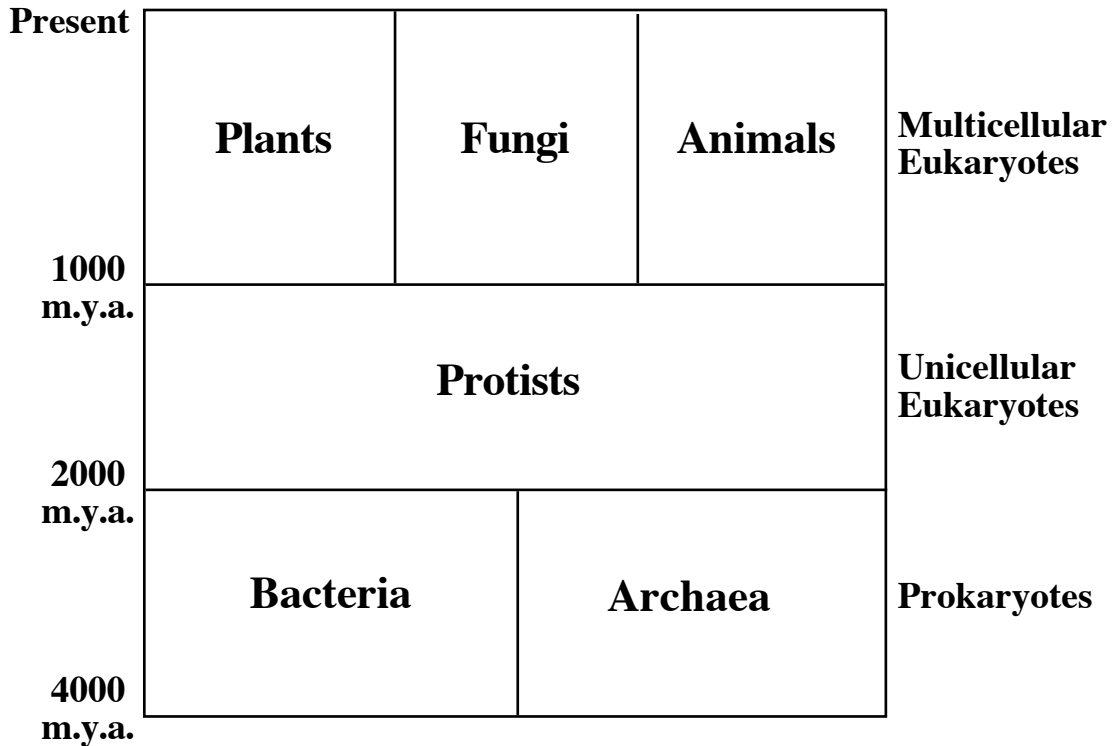 Present
Plants
Fungi
Animals
Multicellular
Eukaryotes
1000
m.y.a.
Protists
Unicellular
Eukaryotes
2000
m.y.a.
Bacteria
Archaea
Prokaryotes
4000
m.y.a.